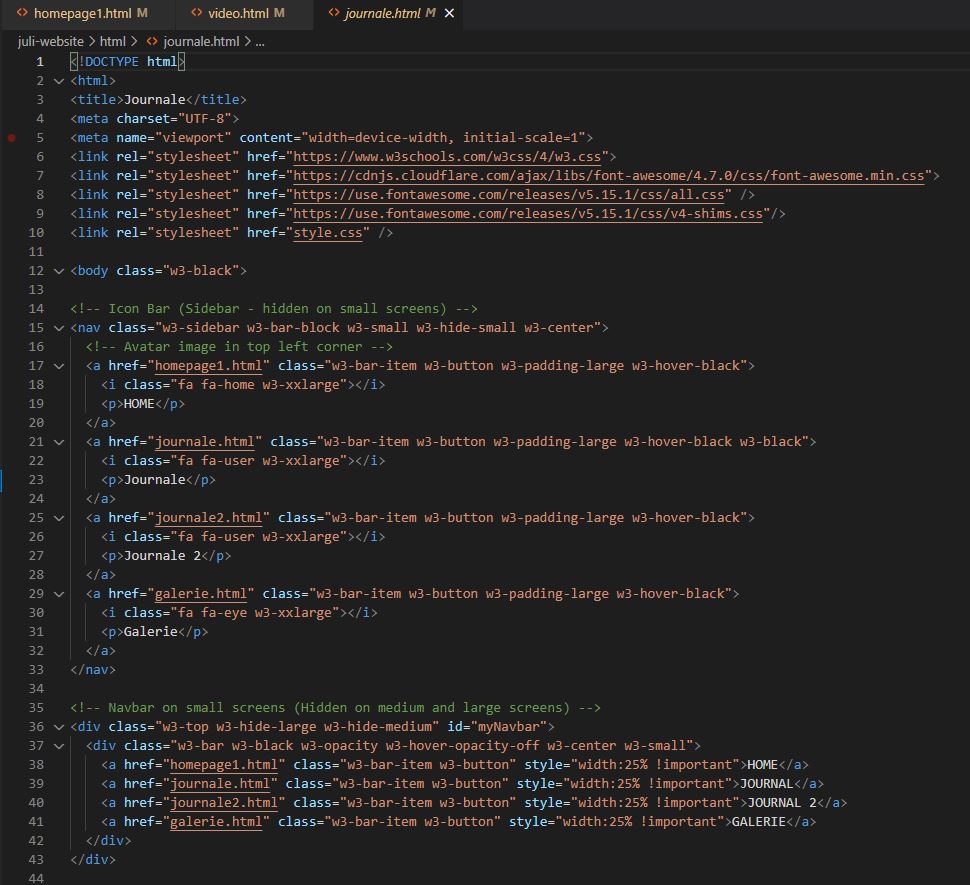 homepage1.html M video.html M journale.html M ×
juli-website > html > journale.html > ...
1 <!DOCTYPE html>
2 <html>
3 <title>Journale</title>
4 <meta charset="UTF-8">
5 <meta name="viewport" content="width=device-width, initial-scale=1">
6 <link rel="stylesheet" href="https://www.w3schools.com/w3css/4/w3.css">
7 <link rel="stylesheet" href="https://cdnjs.cloudflare.com/ajax/libs/font-awesome/4.7.0/css/font-awesome.min.css">
8 <link rel="stylesheet" href="https://use.fontawesome.com/releases/v5.15.1/css/all.css" />
9 <link rel="stylesheet" href="https://use.fontawesome.com/releases/v5.15.1/css/v4-shims.css"/>
10 <link rel="stylesheet" href="style.css" />
11
12 <body class="w3-black">
13
14 <!-- Icon Bar (Sidebar - hidden on small screens) -->
15 <nav class="w3-sidebar w3-bar-block w3-small w3-hide-small w3-center">
16   <!-- Avatar image in top left corner -->
17   <a href="homepage1.html" class="w3-bar-item w3-button w3-padding-large w3-hover-black">
18     <i class="fa fa-home w3-xxlarge"></i>
19     <p>HOME</p>
20   </a>
21   <a href="journale.html" class="w3-bar-item w3-button w3-padding-large w3-hover-black w3-black">
22     <i class="fa fa-user w3-xxlarge"></i>
23     <p>Journale</p>
24   </a>
25   <a href="journale2.html" class="w3-bar-item w3-button w3-padding-large w3-hover-black">
26     <i class="fa fa-user w3-xxlarge"></i>
27     <p>Journale 2</p>
28   </a>
29   <a href="galerie.html" class="w3-bar-item w3-button w3-padding-large w3-hover-black">
30     <i class="fa fa-eye w3-xxlarge"></i>
31     <p>Galerie</p>
32   </a>
33 </nav>
34
35 <!-- Navbar on small screens (Hidden on medium and large screens) -->
36 <div class="w3-top w3-hide-large w3-hide-medium" id="myNavbar">
37   <div class="w3-bar w3-black w3-opacity w3-hover-opacity-off w3-center w3-small">
38     <a href="homepage1.html" class="w3-bar-item w3-button" style="width:25% !important">HOME</a>
39     <a href="journale.html" class="w3-bar-item w3-button" style="width:25% !important">JOURNAL</a>
40     <a href="journale2.html" class="w3-bar-item w3-button" style="width:25% !important">JOURNAL 2</a>
41     <a href="galerie.html" class="w3-bar-item w3-button" style="width:25% !important">GALERIE</a>
42   </div>
43 </div>
44